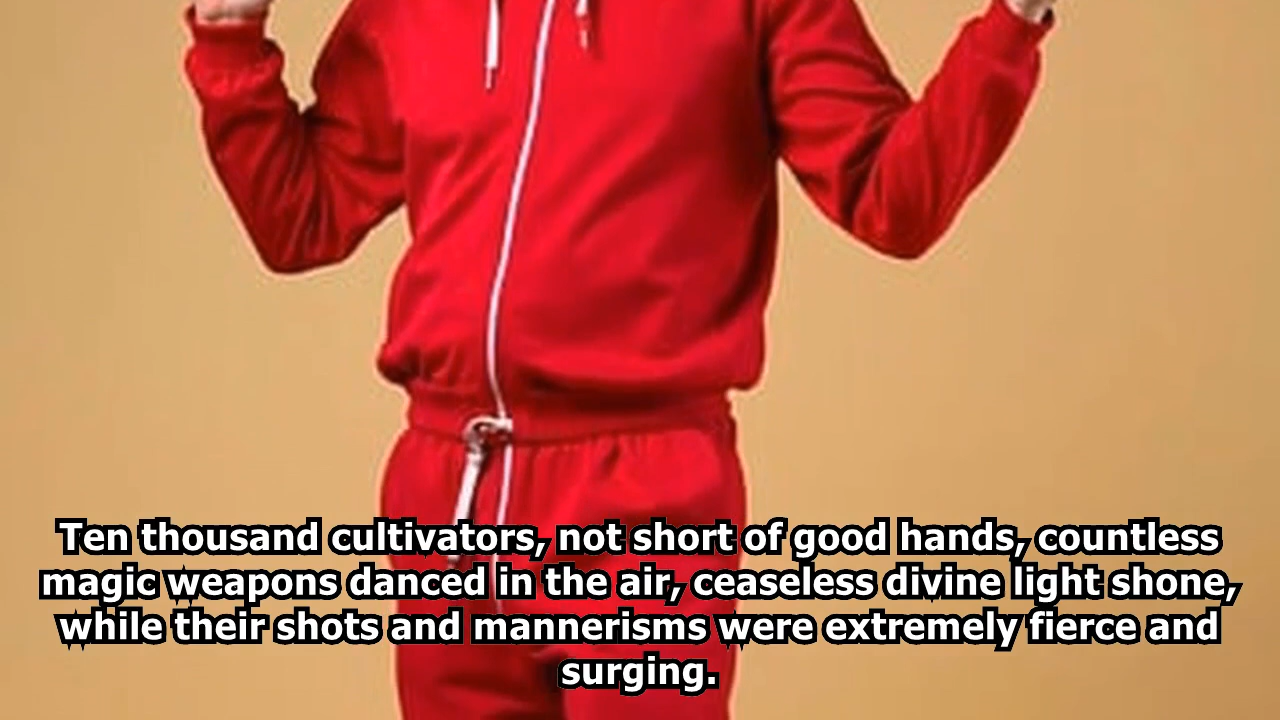 Ten thousand cultivators, not short of good hands, countless
magic weapons danced in the air, ceaseless divine light shone,
while their shots and mannerisms were extremely fierce and
surging.